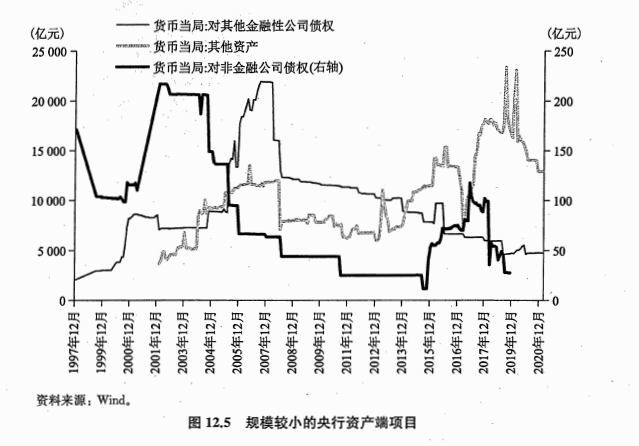 货币当局:对其他金融性公司债权
(亿元)
货币当局:其他资产
(亿元)
货币当局:对非金融公司债权(右轴)
25 000
250
20 000
200
15 000
150
10 000
100
5 000
50
0
0
1997年12月
1999年12月
2000年12月
2001年12月
2003年12月
2004年12月
2005年12月
2007年12月
2008年12月
2009年12月
2011年12月
2012年12月
2013年12月
2015年12月
2016年12月
2017年12月
2019年12月
2020年12月
资料来源：Wind。
图 12.5 规模较小的央行资产端项目